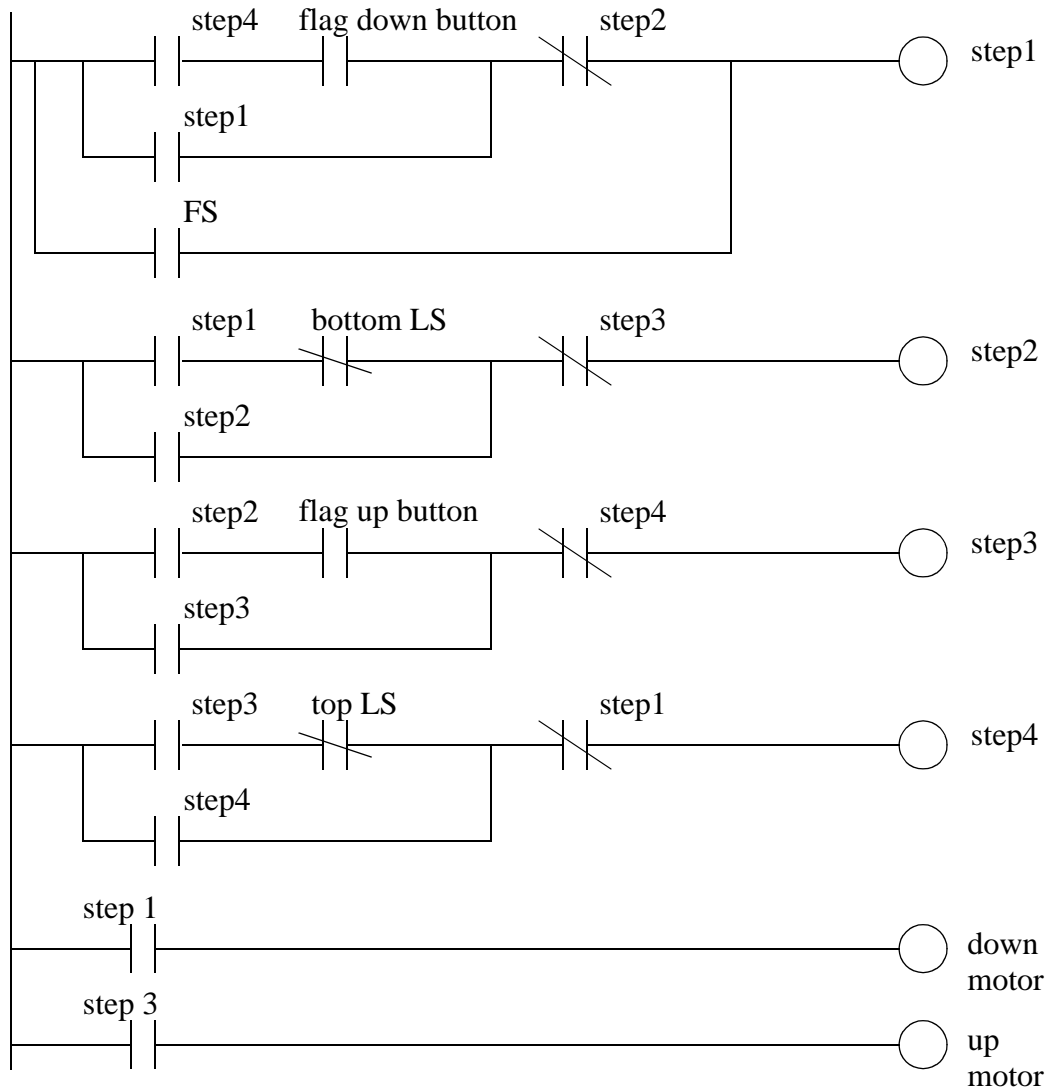 step4 flag down button step2
step1
step1
FS
step1 bottom LS step3
step2
step2
step2 flag up button step4
step3
step3
step3 top LS step1
step4
step4
step 1
down
motor
step 3
up
motor